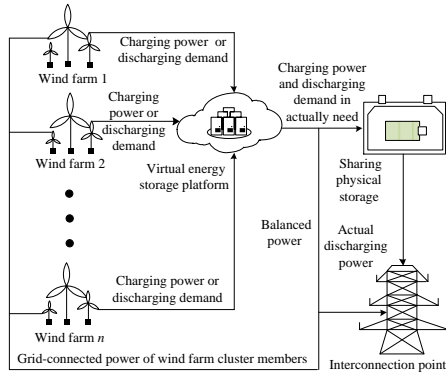 Charging power or
discharging demand
Wind farm 1
Charging power
and discharging
demand in
actually need
Charging
power or
discharging
demand
Wind farm 2
Virtual energy
storage platform
Sharing
physical
storage
Balanced
power
Actual
discharging
power
Charging power or
discharging demand
Wind farm n
Grid-connected power of wind farm cluster members
Interconnection point